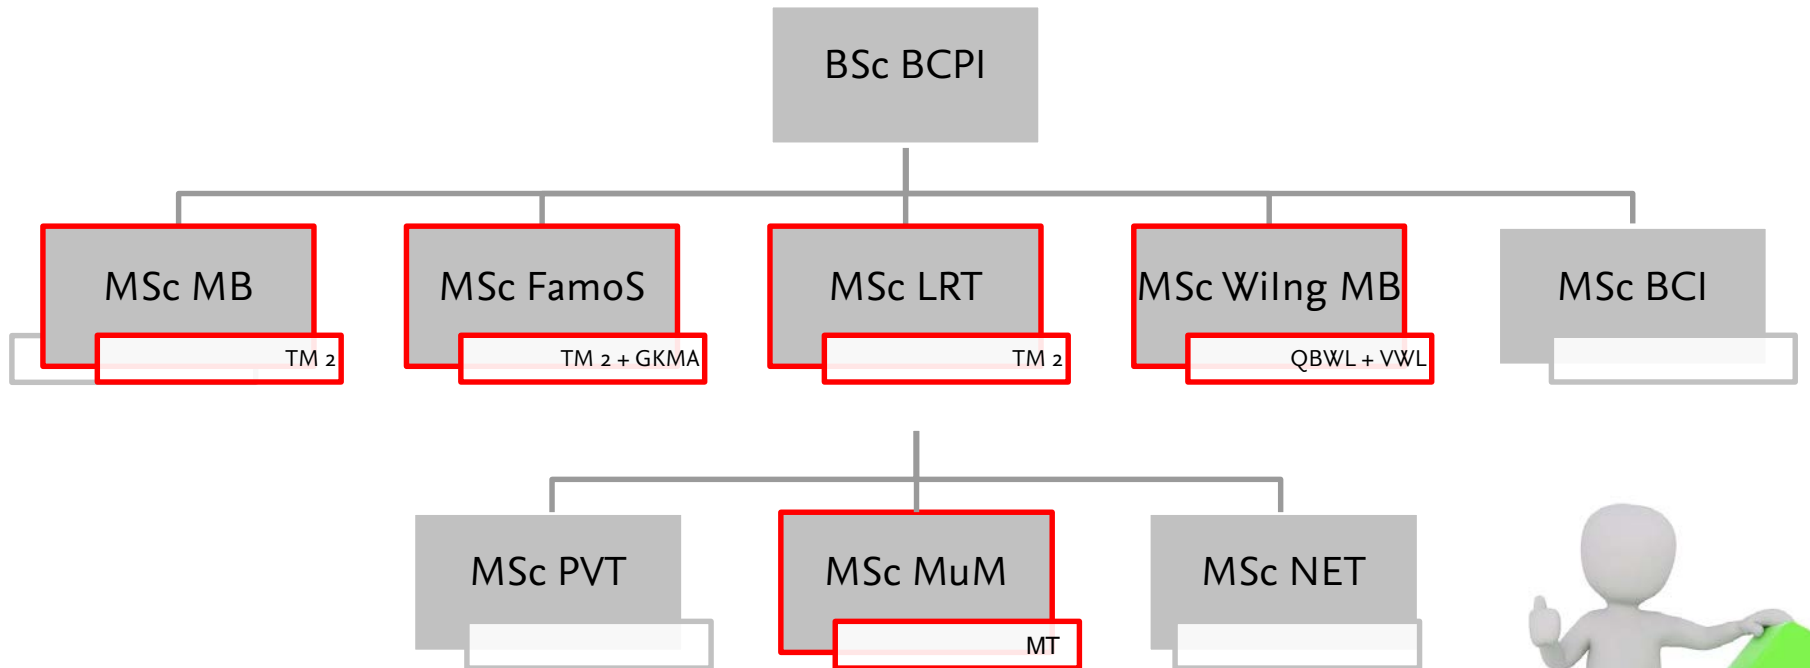 BSc BCPI
MSc MB
TM 2
MSc FamoS
TM 2 + GKMA
MSc LRT
TM 2
MSc WiIng MB
QBWL + VWL
MSc BCI
MSc PVT
MSc MuM
MT
MSc NET